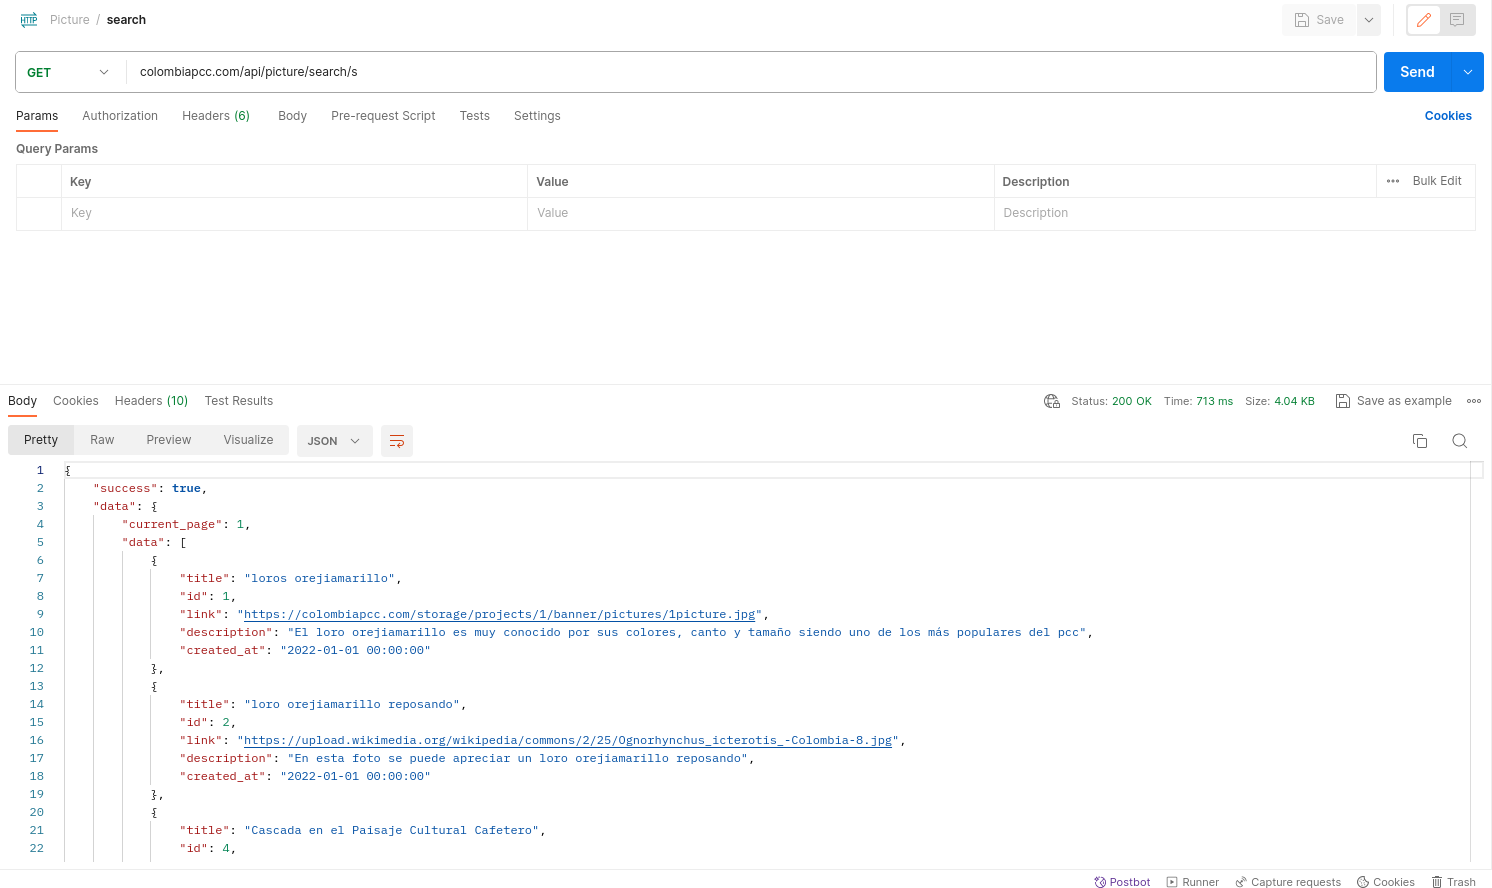 HTTP Picture / search Save
GET colombiapcc.com/api/picture/search/s Send
Params Authorization Headers (6) Body Pre-request Script Tests Settings Cookies
Query Params
Key Value Description ••• Bulk Edit
Key Value Description
Body Cookies Headers (10) Test Results Status: 200 OK Time: 713 ms Size: 4.04 KB Save as example
Pretty Raw Preview Visualize JSON
1 {
2 "success": true,
3 "data": {
4 "current_page": 1,
5 "data": [
6 {
7 "title": "loros orejiamarillo",
8 "id": 1,
9 "link": "https://colombiapcc.com/storage/projects/1/banner/pictures/1picture.jpg",
10 "description": "El loro orejiamarillo es muy conocido por sus colores, canto y tamaño siendo uno de los más populares del pcc",
11 "created_at": "2022-01-01 00:00:00"
12 },
13 {
14 "title": "loro orejiamarillo reposando",
15 "id": 2,
16 "link": "https://upload.wikimedia.org/wikipedia/commons/2/25/Ognorhynchus_icterotis_-Colombia-8.jpg",
17 "description": "En esta foto se puede apreciar un loro orejiamarillo reposando",
18 "created_at": "2022-01-01 00:00:00"
19 },
20 {
21 "title": "Cascada en el Paisaje Cultural Cafetero",
22 "id": 4,
Postbot Runner Capture requests Cookies Trash